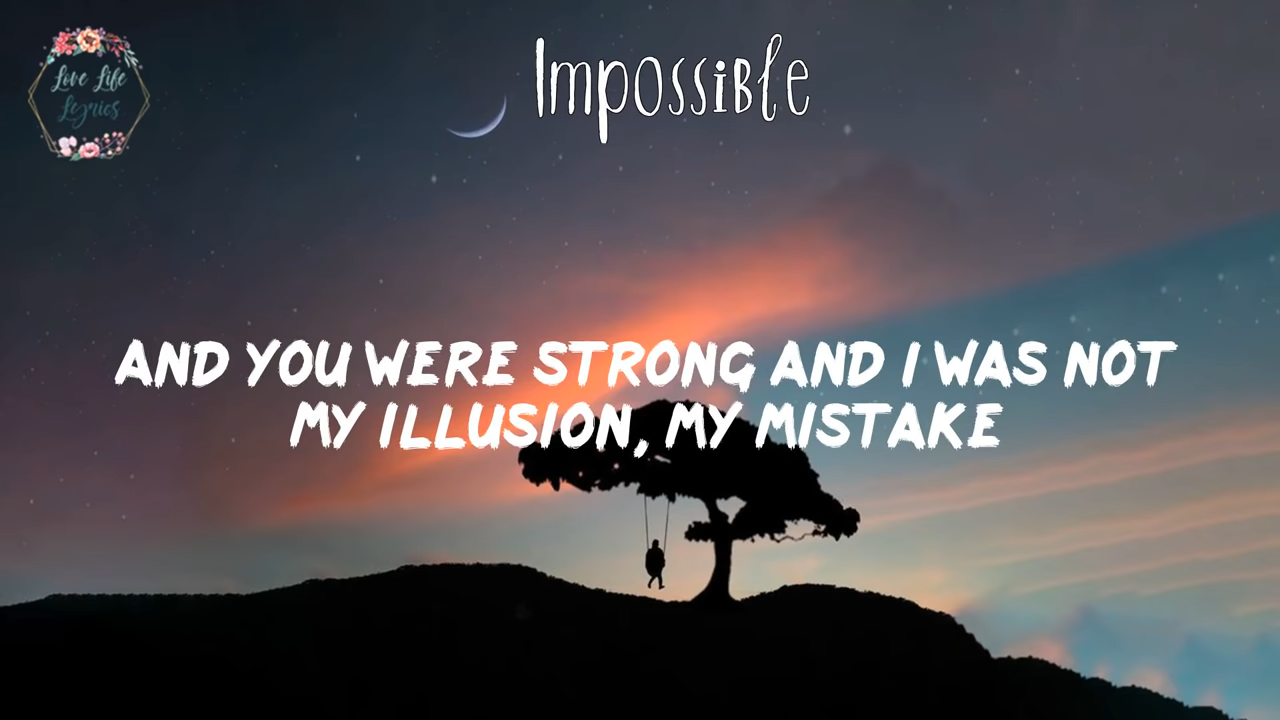 Love Life
Lyrics
Impossible
AND YOU WERE STRONG AND I WAS NOT
MY ILLUSION, MY MISTAKE